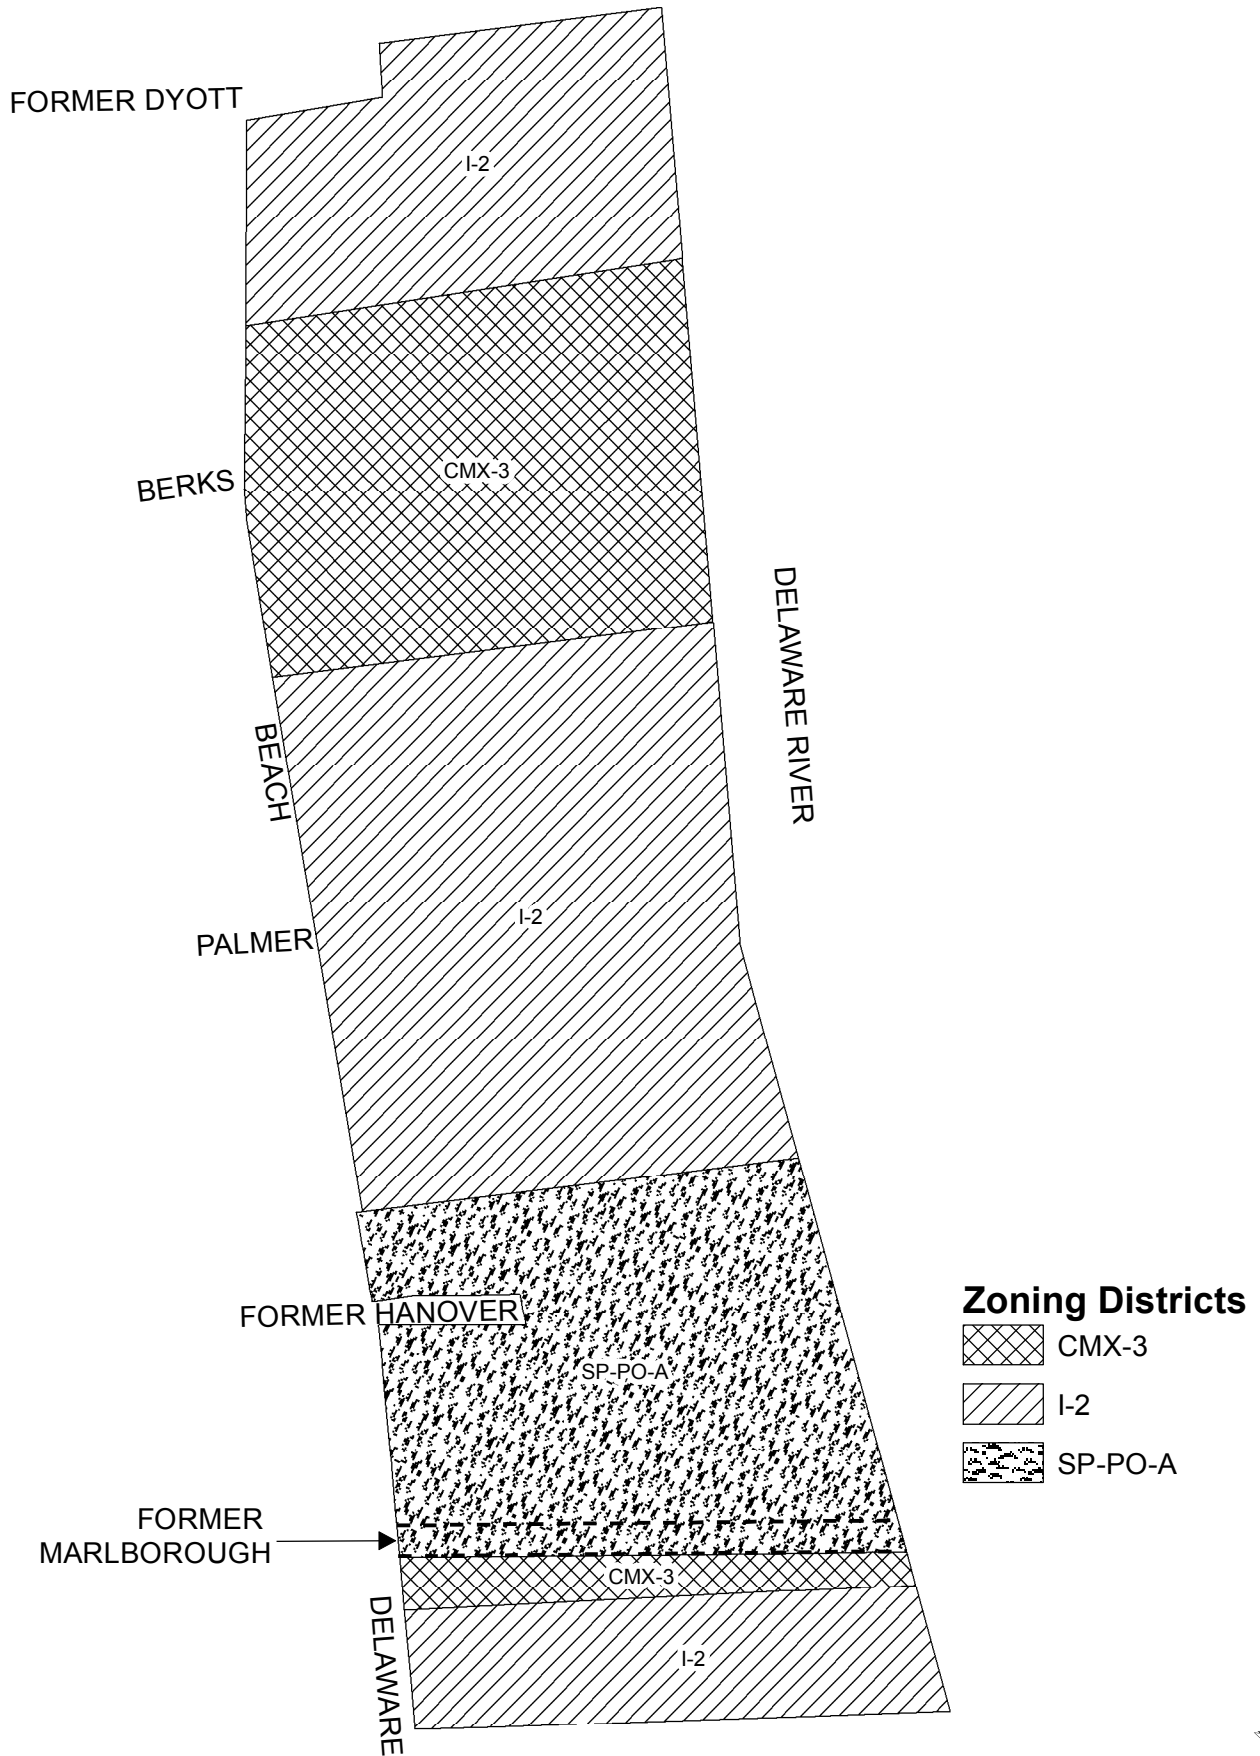 FORMER DYOTT
I-2
CMX-3
BERKS
DELAWARE RIVER
BEACH
I-2
PALMER
FORMER HANOVER
SP-PO-A
Zoning Districts
CMX-3
I-2
SP-PO-A
FORMER
MARLBOROUGH
CMX-3
DELAWARE
I-2